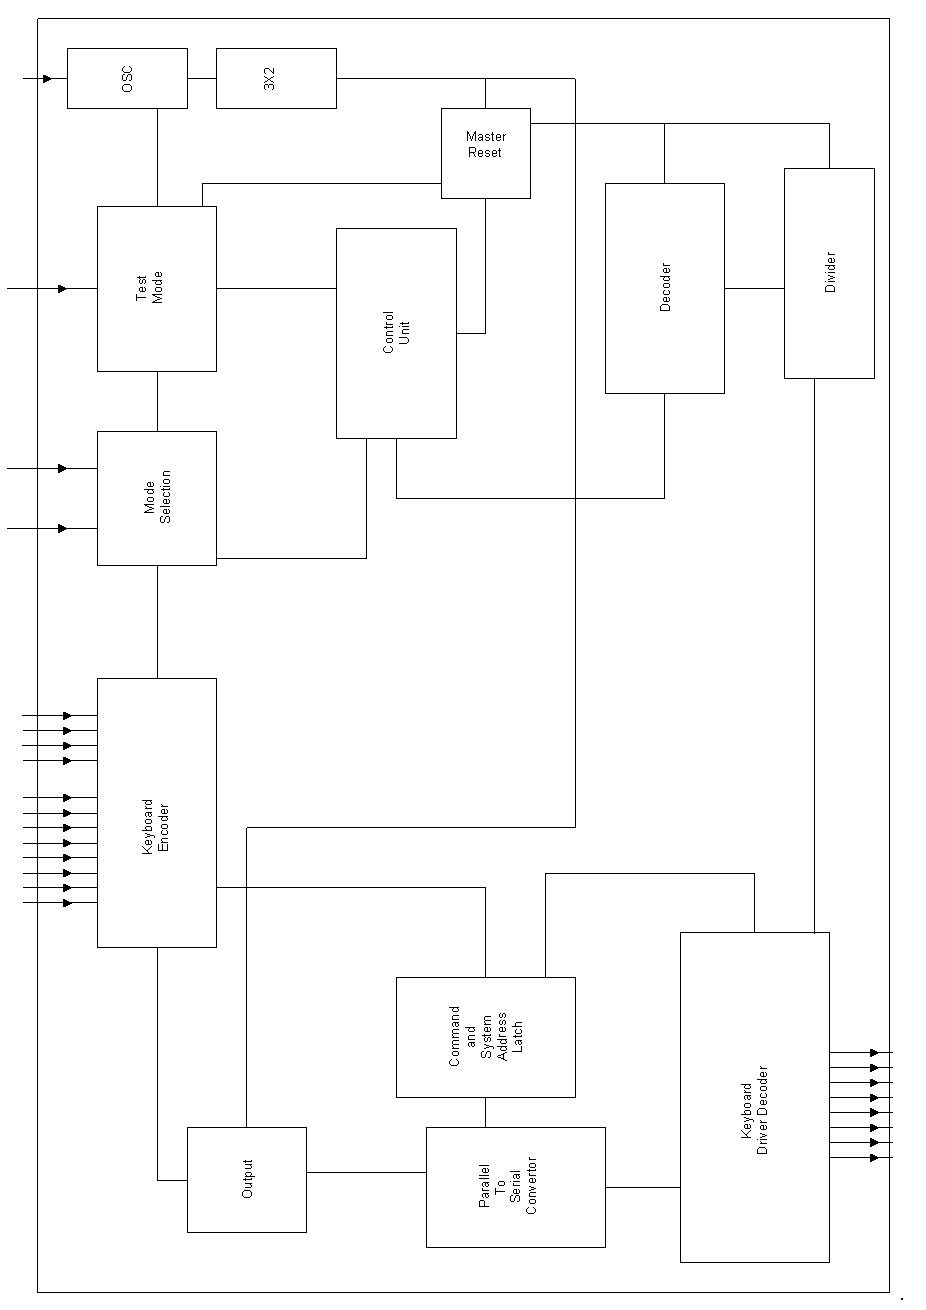 OSC
3X2
Master
Reset
Test
Mode
Control
Unit
Decoder
Divider
Mode
Selection
Keyboard
Encoder
Command
and
System
Address
Latch
Keyboard
Driver Decoder
Output
Parallel
To
Serial
Convertor
.